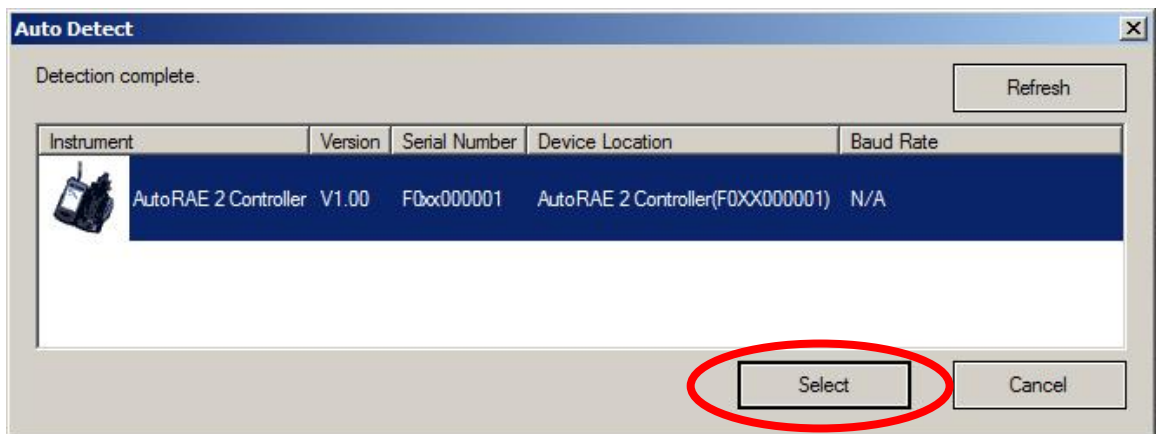 Auto Detect
Detection complete.
Refresh
Instrument Version Serial Number Device Location Baud Rate
AutoRAE 2 Controller V1.00 F0xx000001 AutoRAE 2 Controller(F0XX000001) N/A
Select Cancel